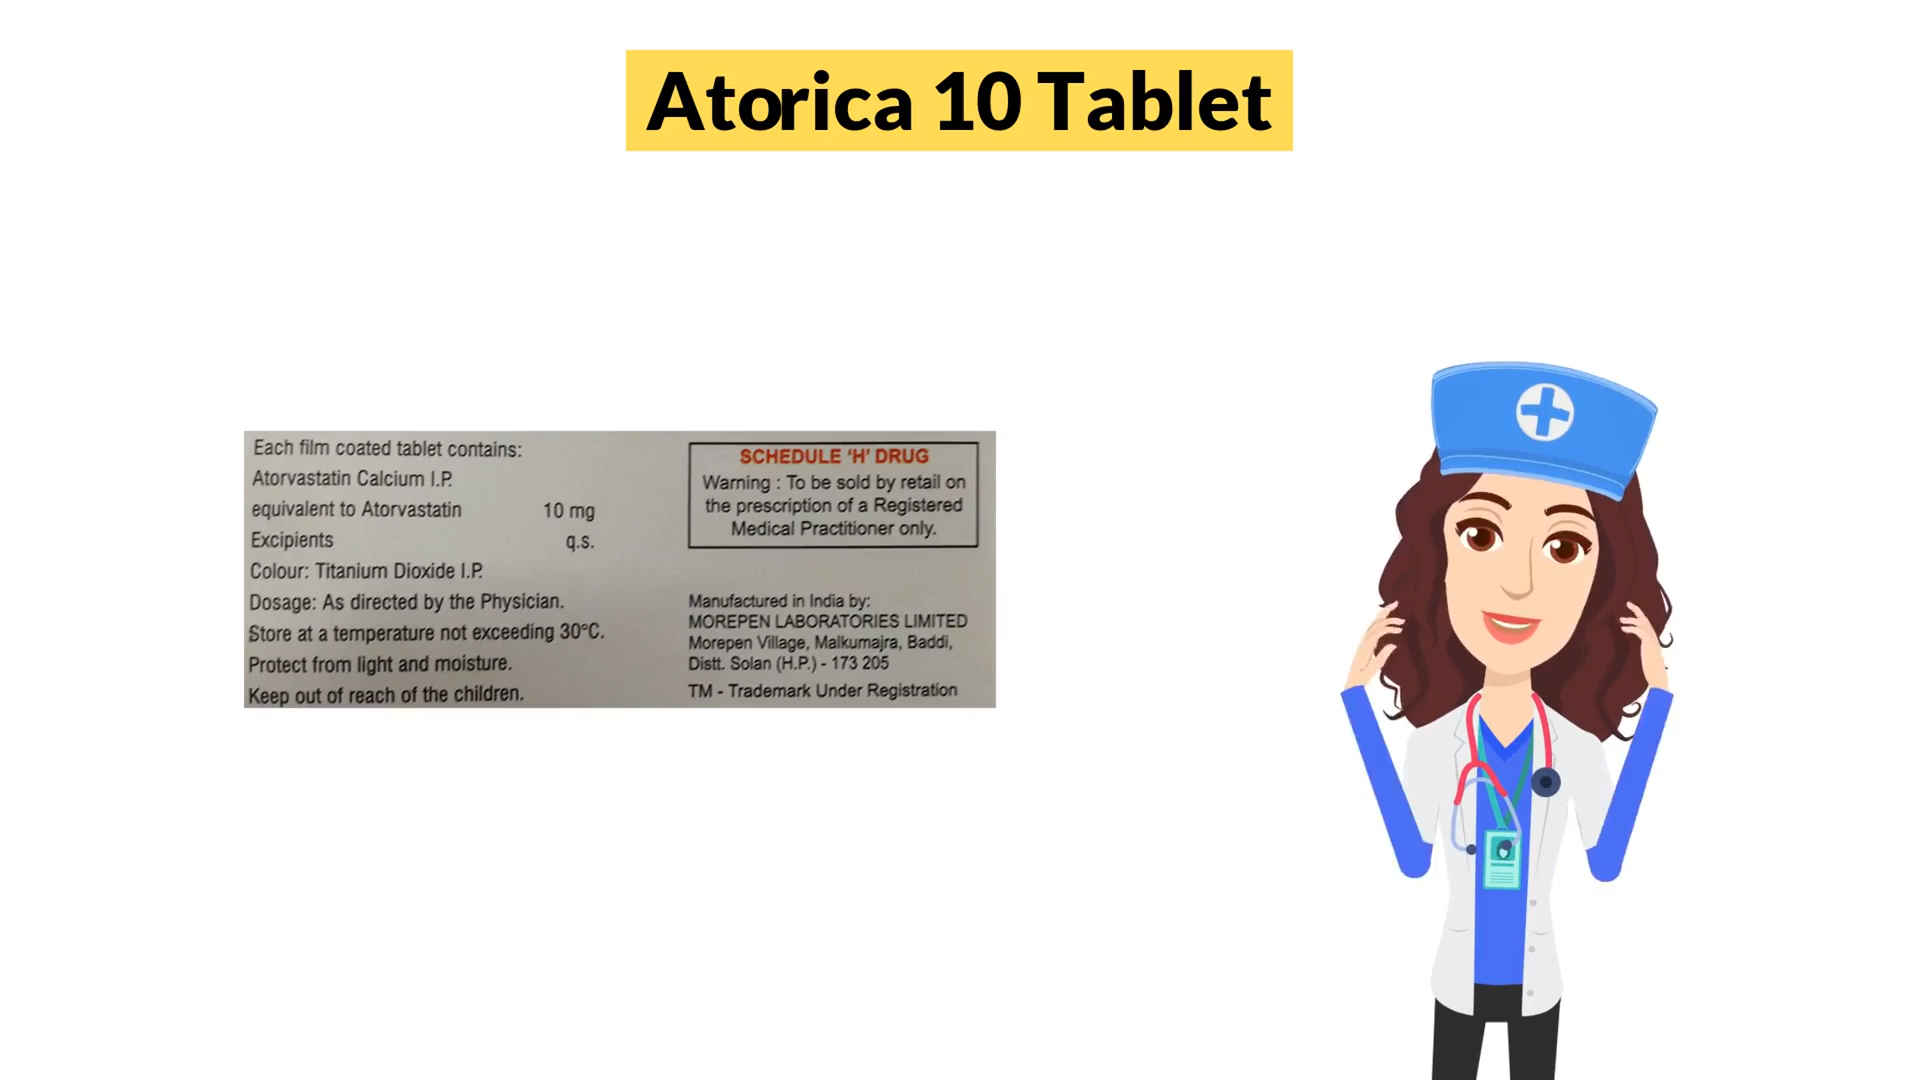 Atorica 10 Tablet
Each film coated tablet contains:
Atorvastatin Calcium I.P.
equivalent to Atorvastatin 10 mg
Excipients q.s.
Colour: Titanium Dioxide I.P.
Dosage: As directed by the Physician.
Store at a temperature not exceeding 30°C.
Protect from light and moisture.
Keep out of reach of the children.
SCHEDULE ‘H’ DRUG
Warning : To be sold by retail on
the prescription of a Registered
Medical Practitioner only.
Manufactured in India by:
MOREPEN LABORATORIES LIMITED
Morepen Village, Malkumajra, Baddi,
Distt. Solan (H.P.) - 173 205
TM - Trademark Under Registration